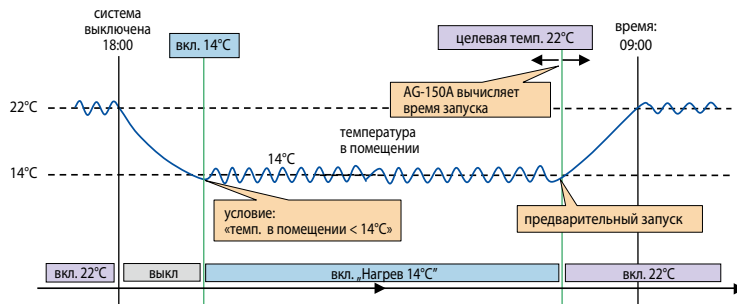 система
выключена
18:00
вкл. 14°C
целевая темп. 22°C
время:
09:00
AG-150A вычисляет
время запуска
22°C
температура
в помещении
14°C
14°C
условие:
«темп. в помещении < 14°C»
предварительный запуск
вкл. 22°C
выкл
вкл. „Нагрев 14°C"
вкл. 22°C